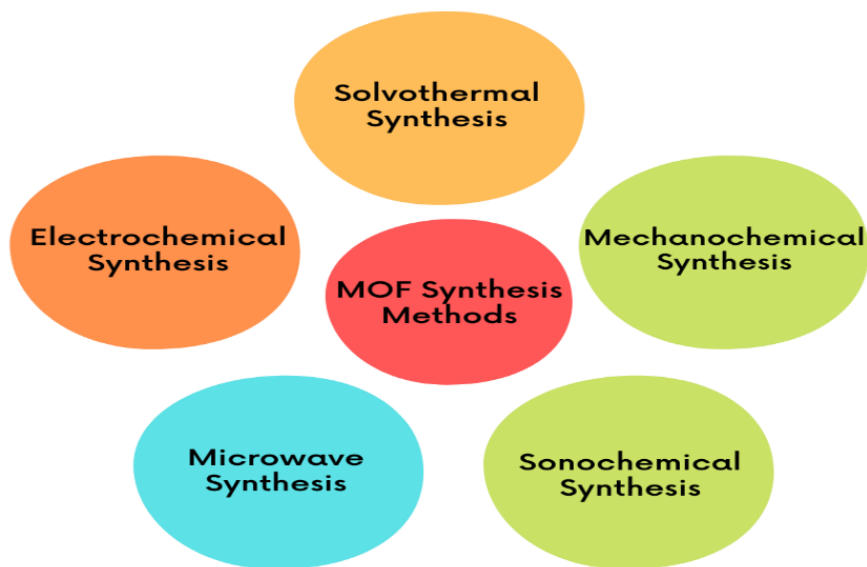 Solvothermal
Synthesis
Electrochemical
Synthesis
Mechanochemical
Synthesis
MOF Synthesis
Methods
Microwave
Synthesis
Sonochemical
Synthesis